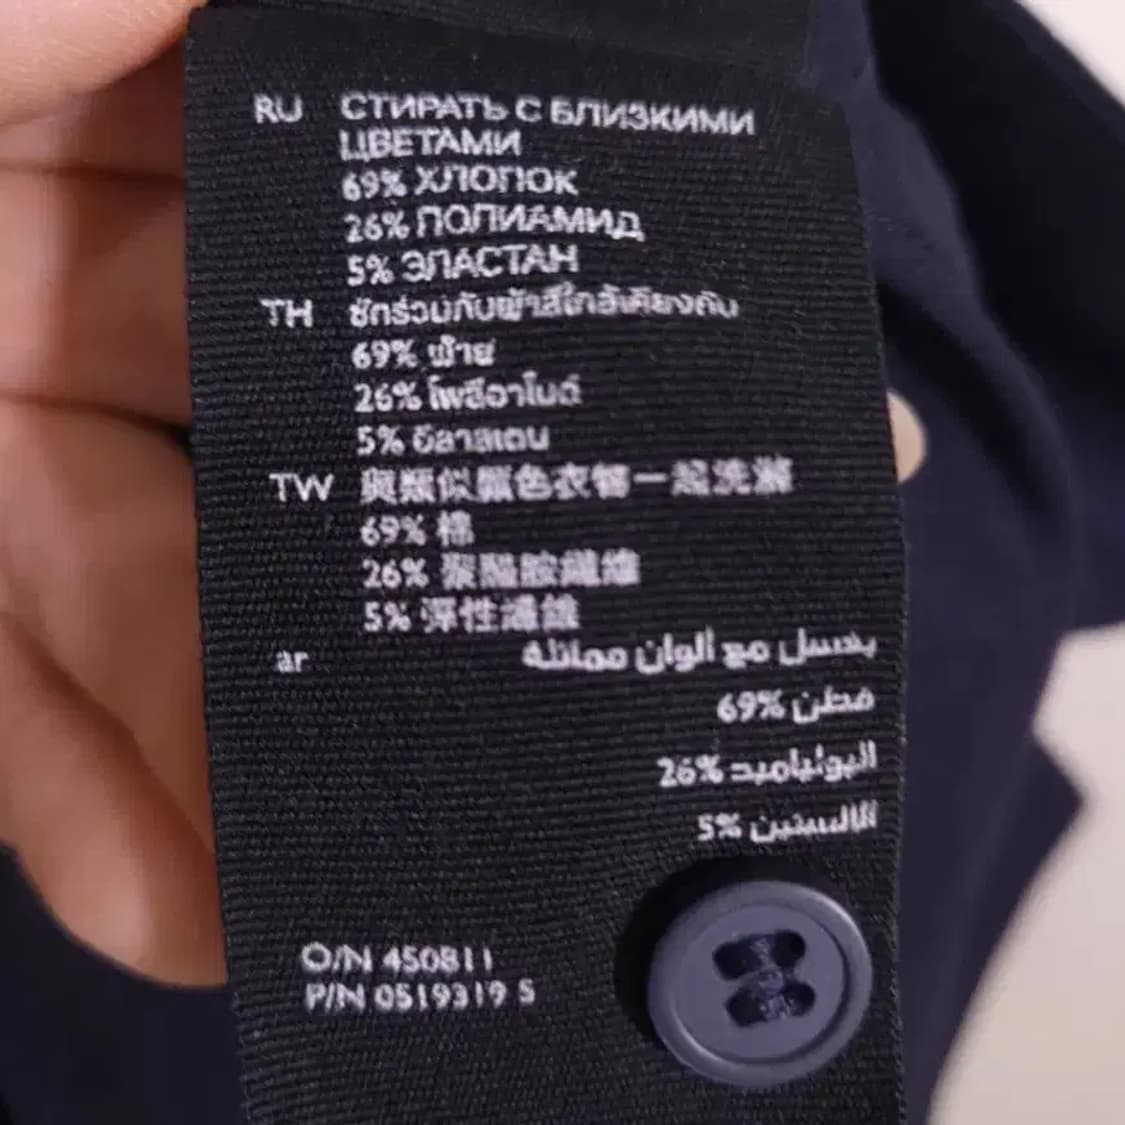 RU СТИРАТЬ С БЛИЗКИМИ
ЦВЕТАМИ
69% ХЛОПОК
26% ПОЛИАМИД
5% ЭЛАСТАН
TH ซักร่วมกับผ้าสีใกล้เคียงกัน
69% ฝ้าย
26% โพลีอาไมด์
5% อีลาสเตน
TW 與類似顏色衣物一起洗滌
69% 棉
26% 聚醯胺纖維
5% 彈性纖維
ar يغسل مع ألوان مماثلة
69% قطن
26% البوليامید
5% الالستين
O/N 450811
P/N 0519319 S